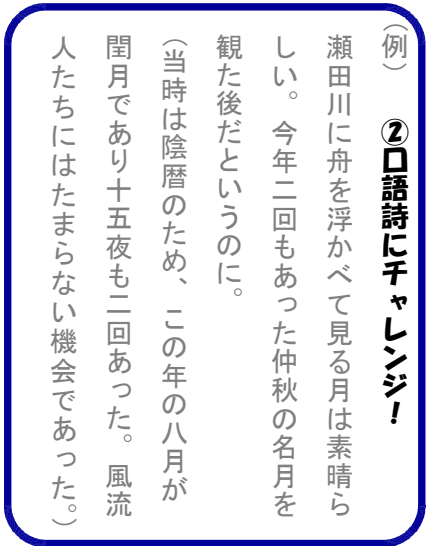 (例) ②口語詩にチャレンジ!
瀬田川に舟を浮かべて見る月は素晴ら
しい。今年二回もあった仲秋の名月を
観た後だというのに。
(当時は陰暦のため、この年の八月が
閏月であり十五夜も二回あった。風流
人たちにはたまらない機会であった。)